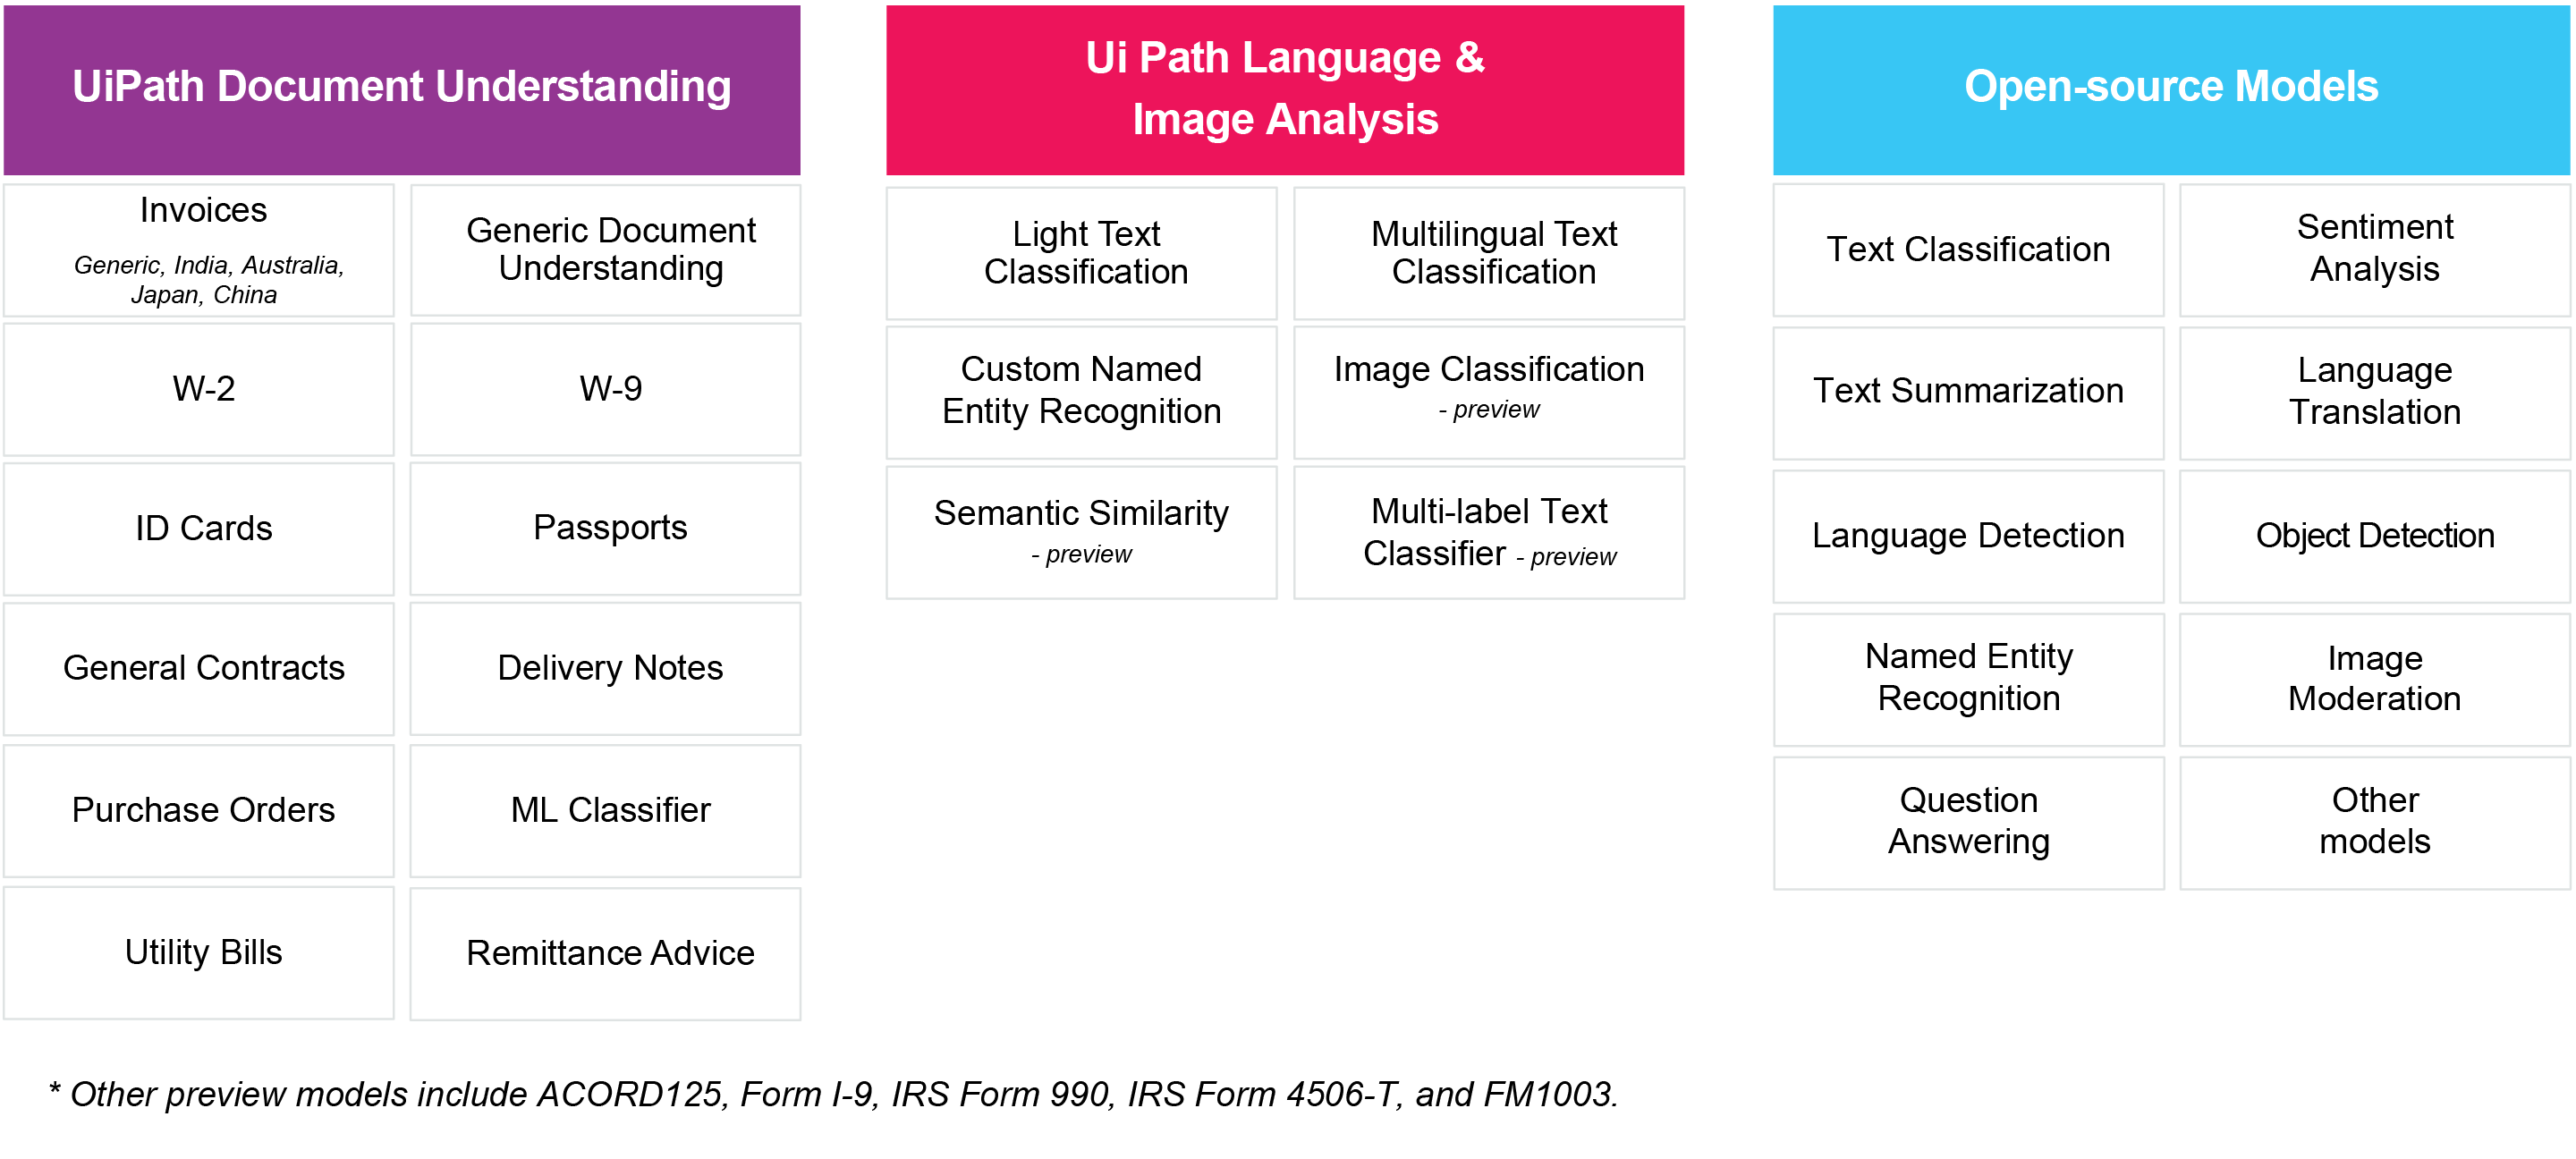 UiPath Document Understanding
Invoices
Generic, India, Australia,
Japan, China
Generic Document
Understanding
W-2
W-9
ID Cards
Passports
General Contracts
Delivery Notes
Purchase Orders
ML Classifier
Utility Bills
Remittance Advice
Ui Path Language &
Image Analysis
Light Text
Classification
Multilingual Text
Classification
Custom Named
Entity Recognition
Image Classification
- preview
Semantic Similarity
- preview
Multi-label Text
Classifier - preview
Open-source Models
Text Classification
Sentiment
Analysis
Text Summarization
Language
Translation
Language Detection
Object Detection
Named Entity
Recognition
Image
Moderation
Question
Answering
Other
models
* Other preview models include ACORD125, Form I-9, IRS Form 990, IRS Form 4506-T, and FM1003.